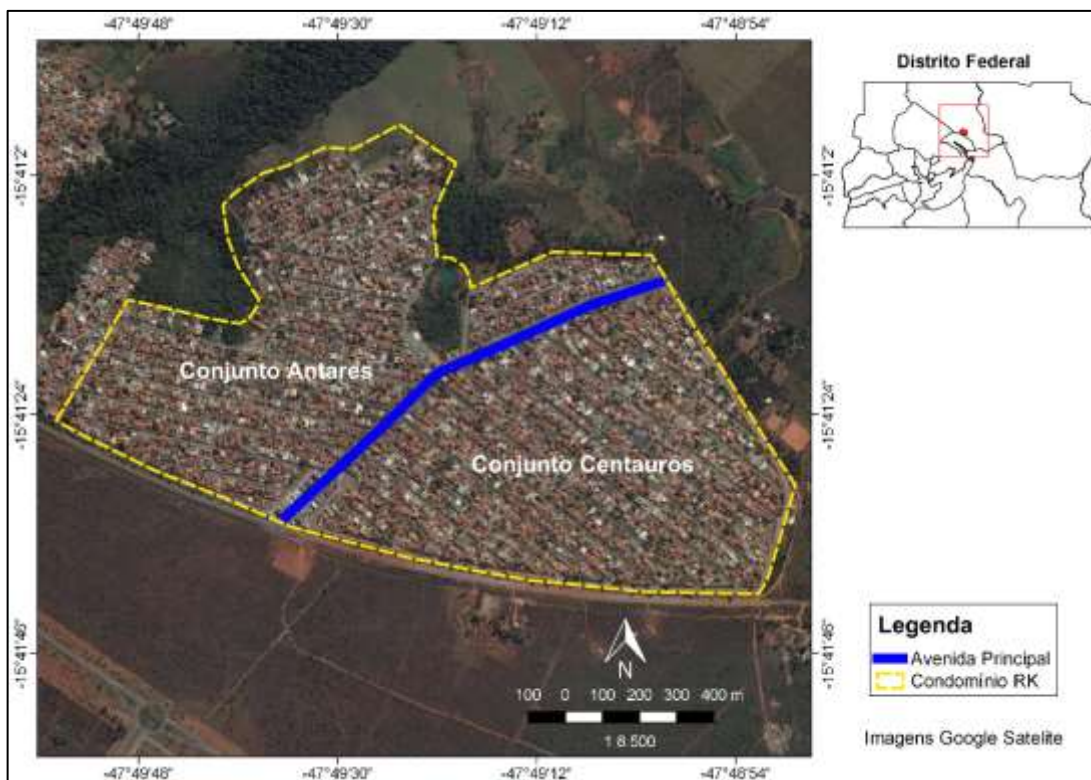 -47°49'48"
-47°49'30"
-47°49'12"
-47°48'54"
Distrito Federal
-15°41'2"
-15°41'2"
Conjunto Antares
-15°41'24"
-15°41'24"
Conjunto Centauros
-15°41'46"
-15°41'46"
N
100 0 100 200 300 400 m
1 8.500
Legenda
Avenida Principal
Condomínio RK
Imagens Google Satelite
-47°49'48"
-47°49'30"
-47°49'12"
-47°48'54"